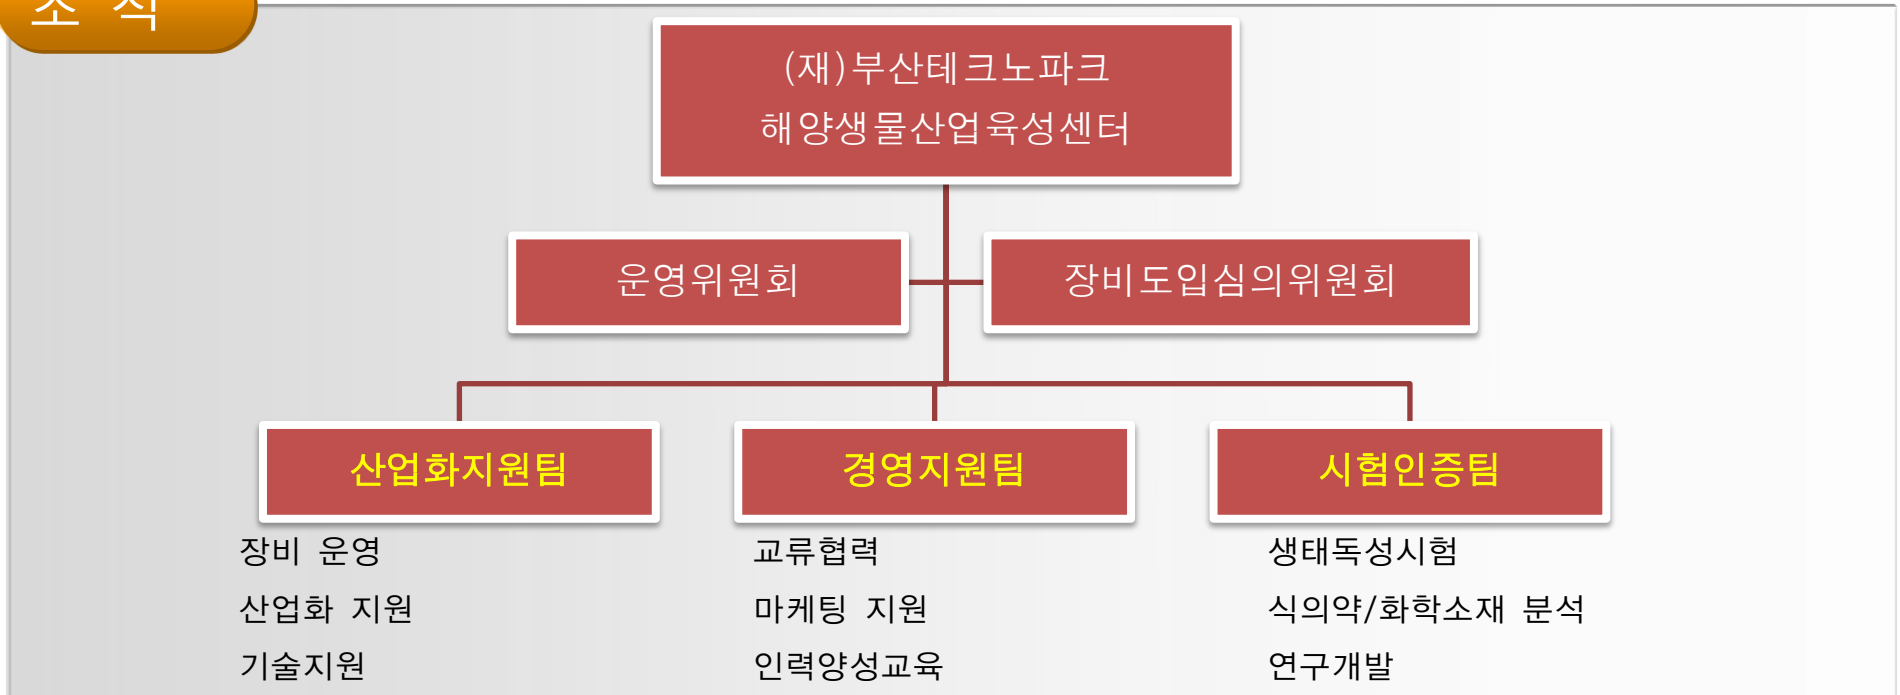 조 직
(재)부산테크노파크
해양생물산업육성센터
운영위원회
장비도입심의위원회
산업화지원팀
경영지원팀
시험인증팀
장비 운영
교류협력
생태독성시험
산업화 지원
마케팅 지원
식의약/화학소재 분석
기술지원
인력양성교육
연구개발